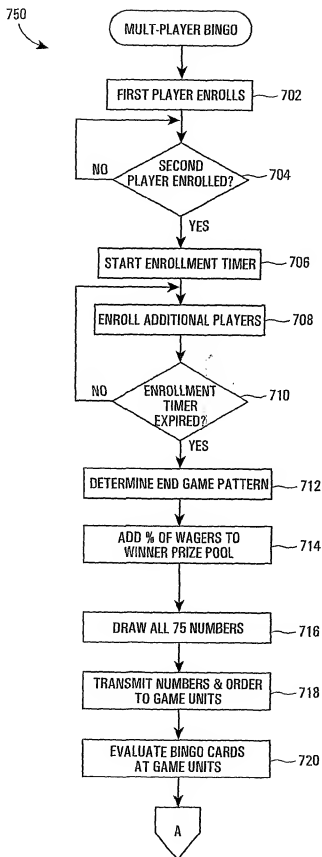 750
MULT-PLAYER BINGO
FIRST PLAYER ENROLLS
702
SECOND
PLAYER ENROLLED?
704
NO
YES
START ENROLLMENT TIMER
706
ENROLL ADDITIONAL PLAYERS
708
ENROLLMENT
TIMER
EXPIRED?
710
NO
YES
DETERMINE END GAME PATTERN
712
ADD % OF WAGERS TO
WINNER PRIZE POOL
714
DRAW ALL 75 NUMBERS
716
TRANSMIT NUMBERS & ORDER
TO GAME UNITS
718
EVALUATE BINGO CARDS
AT GAME UNITS
720
A